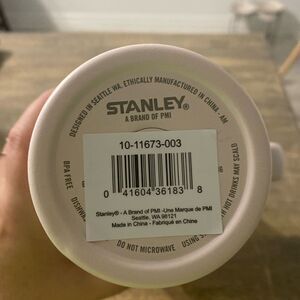 DESIGNED IN SEATTLE WA. ETHICALLY MANUFACTURED IN CHINA - AM
STANLEY®
A BRAND OF PMI
10-11673-003
0 41604 36183 8
Stanley® - A Brand of PMI -Une Marque de PMI
Seattle, WA 98121
Made in China - Fabriqué en Chine
BPA FREE
DISHW
DO NOT MICROWAVE
USING
HOT DRINKS MAY SCALD